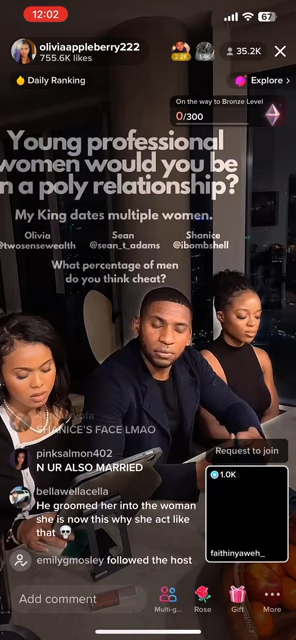 12:02
67
oliviaappleberry222
755.6K likes
2.2K
1.4K
35.2K
Daily Ranking
Explore >
On the way to Bronze Level
0/300
Young professional
women would you be
n a poly relationship?
My King dates multiple women.
Olivia Sean Shanice
@twosensewealth @sean_t_adams @ibombshell
What percentage of men
do you think cheat?
SHANICE'S FACE LMAO
pinksalmon402
N UR ALSO MARRIED
bellawellacella
He groomed her into the woman
she is now this why she act like
that 💀
emilygmosley followed the host
Request to join
1.0K
faithinyaweh_
Add comment
Multi-g...
Rose
Gift
More